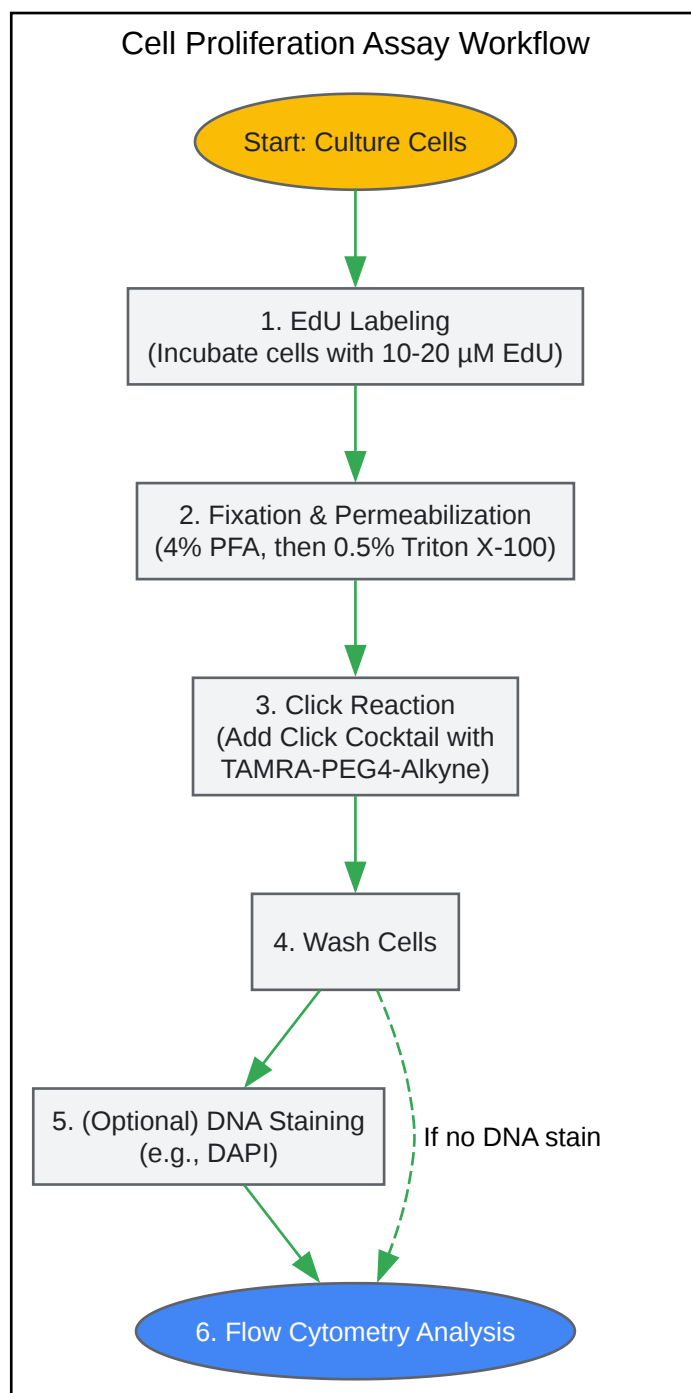 Cell Proliferation Assay Workflow
Start: Culture Cells
1. EdU Labeling
(Incubate cells with 10-20 µM EdU)
2. Fixation & Permeabilization
(4% PFA, then 0.5% Triton X-100)
3. Click Reaction
(Add Click Cocktail with
TAMRA-PEG4-Alkyne)
4. Wash Cells
5. (Optional) DNA Staining
(e.g., DAPI)
If no DNA stain
6. Flow Cytometry Analysis